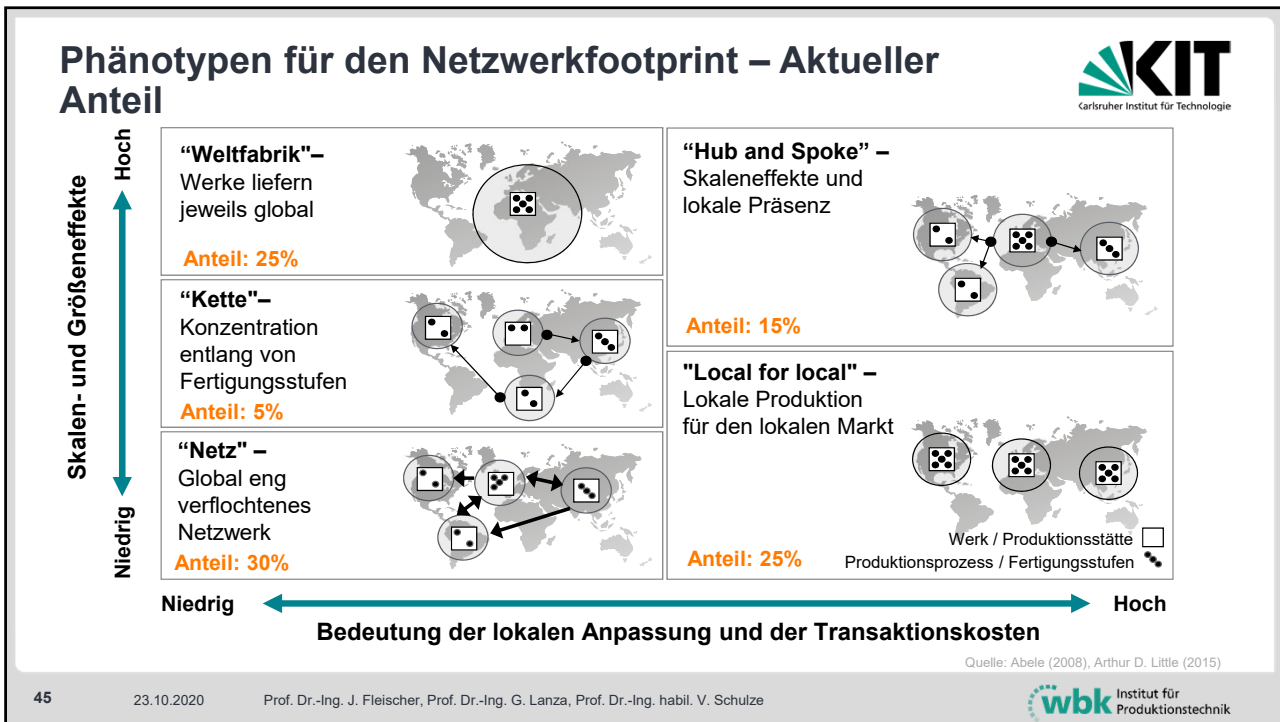 Phänotypen für den Netzwerkfootprint – Aktueller
Anteil
KIT
Karlsruher Institut für Technologie
Skalen- und Größeneffekte
Hoch
Niedrig
“Weltfabrik"–
Werke liefern
jeweils global
Anteil: 25%
“Kette"–
Konzentration
entlang von
Fertigungsstufen
Anteil: 5%
“Netz" –
Global eng
verflochtenes
Netzwerk
Anteil: 30%
“Hub and Spoke” –
Skaleneffekte und
lokale Präsenz
Anteil: 15%
"Local for local" –
Lokale Produktion
für den lokalen Markt
Anteil: 25%
Werk / Produktionsstätte
Produktionsprozess / Fertigungsstufen
Niedrig
Hoch
Bedeutung der lokalen Anpassung und der Transaktionskosten
Quelle: Abele (2008), Arthur D. Little (2015)
45
23.10.2020
Prof. Dr.-Ing. J. Fleischer, Prof. Dr.-Ing. G. Lanza, Prof. Dr.-Ing. habil. V. Schulze
wbk Institut für
Produktionstechnik